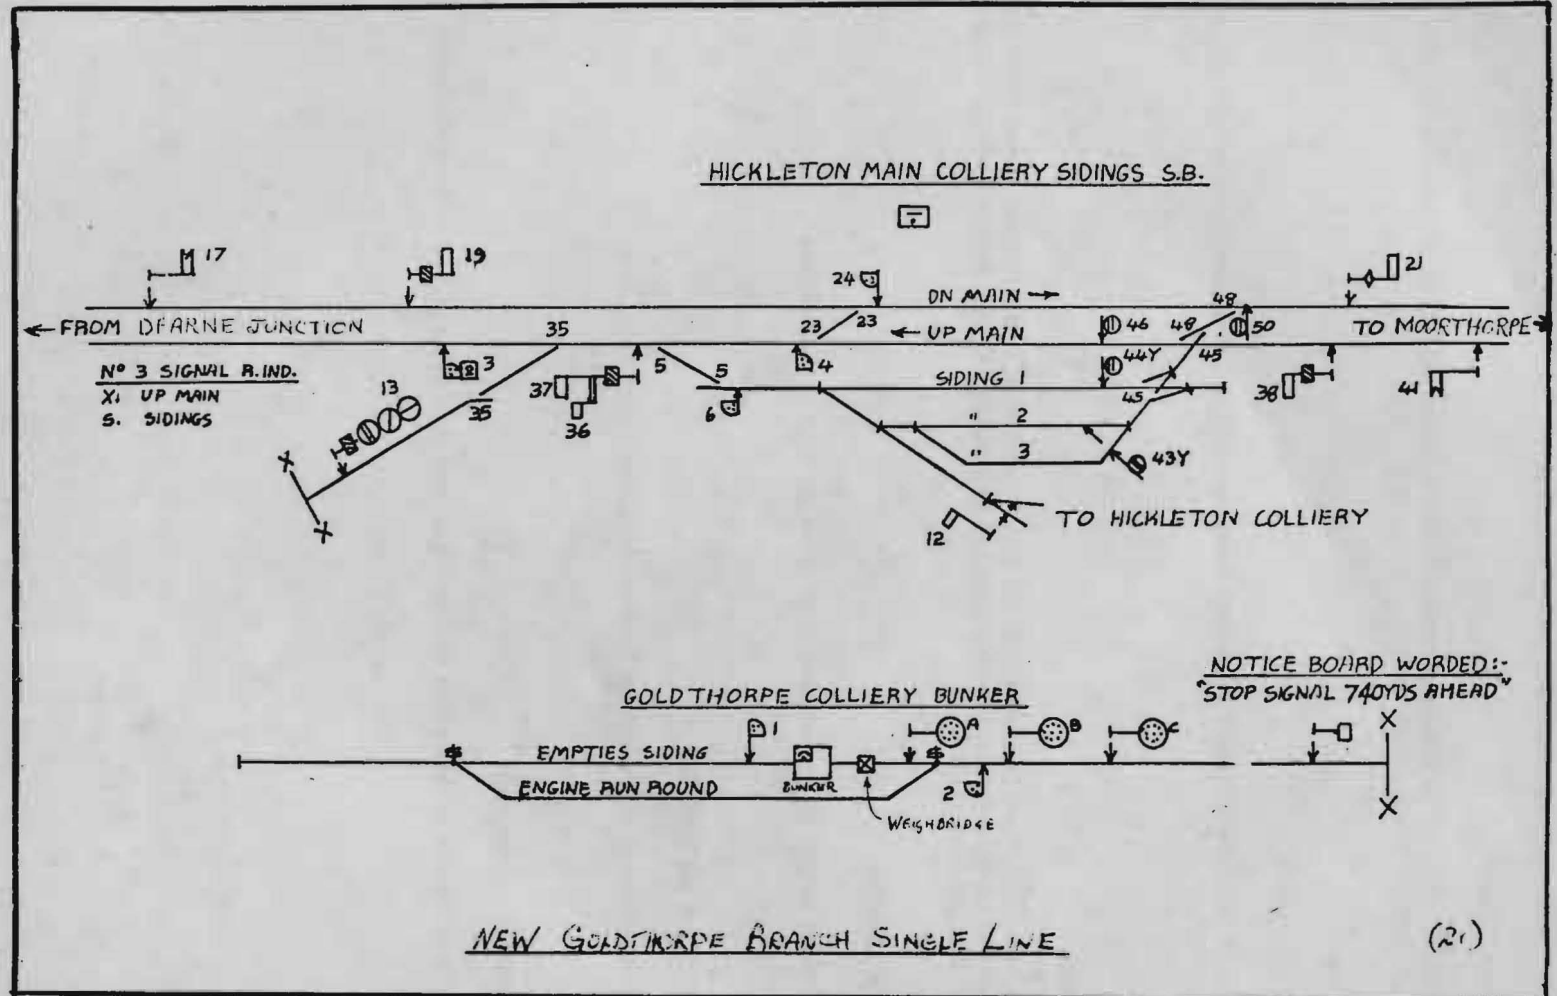 HICKLETON MAIN COLLIERY SIDINGS S.B.
17
19
24
21
DN MAIN →
48
← FROM DEARNE JUNCTION
35
23
23
← UP MAIN
46
48
50
TO MOORTHORPE →
Nº 3 SIGNAL R.IND.
X1 UP MAIN
S. SIDINGS
13
3
37
5
5
4
SIDING 1
44Y
45
45
38
41
35
36
6
" 2
" 3
43Y
X
X
12
TO HICKLETON COLLIERY
NOTICE BOARD WORDED:-
"STOP SIGNAL 740YDS AHEAD"
GOLDTHORPE COLLIERY BUNKER
1
A
B
C
X
EMPTIES SIDING
ENGINE RUN ROUND
BUNKER
2
X
WEIGHBRIDGE
NEW GOLDTHORPE BRANCH SINGLE LINE
(21)